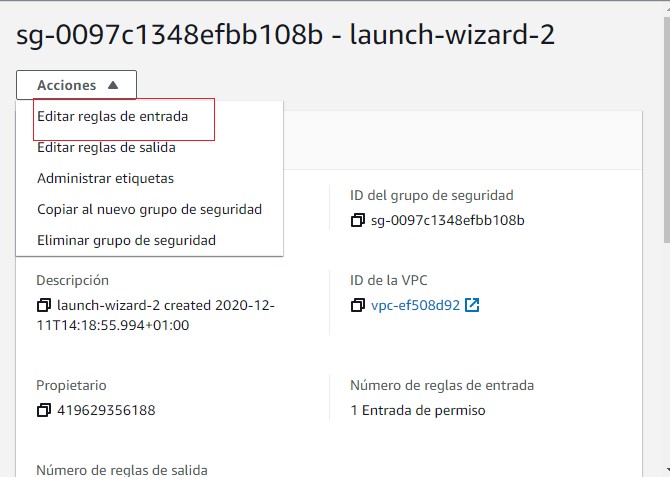 sg-0097c1348efbb108b - launch-wizard-2
Acciones
Editar reglas de entrada
Editar reglas de salida
Administrar etiquetas
Copiar al nuevo grupo de seguridad
Eliminar grupo de seguridad
ID del grupo de seguridad
sg-0097c1348efbb108b
Descripción
launch-wizard-2 created 2020-12-
11T14:18:55.994+01:00
ID de la VPC
vpc-ef508d92
Propietario
419629356188
Número de reglas de entrada
1 Entrada de permiso
Número de reglas de salida